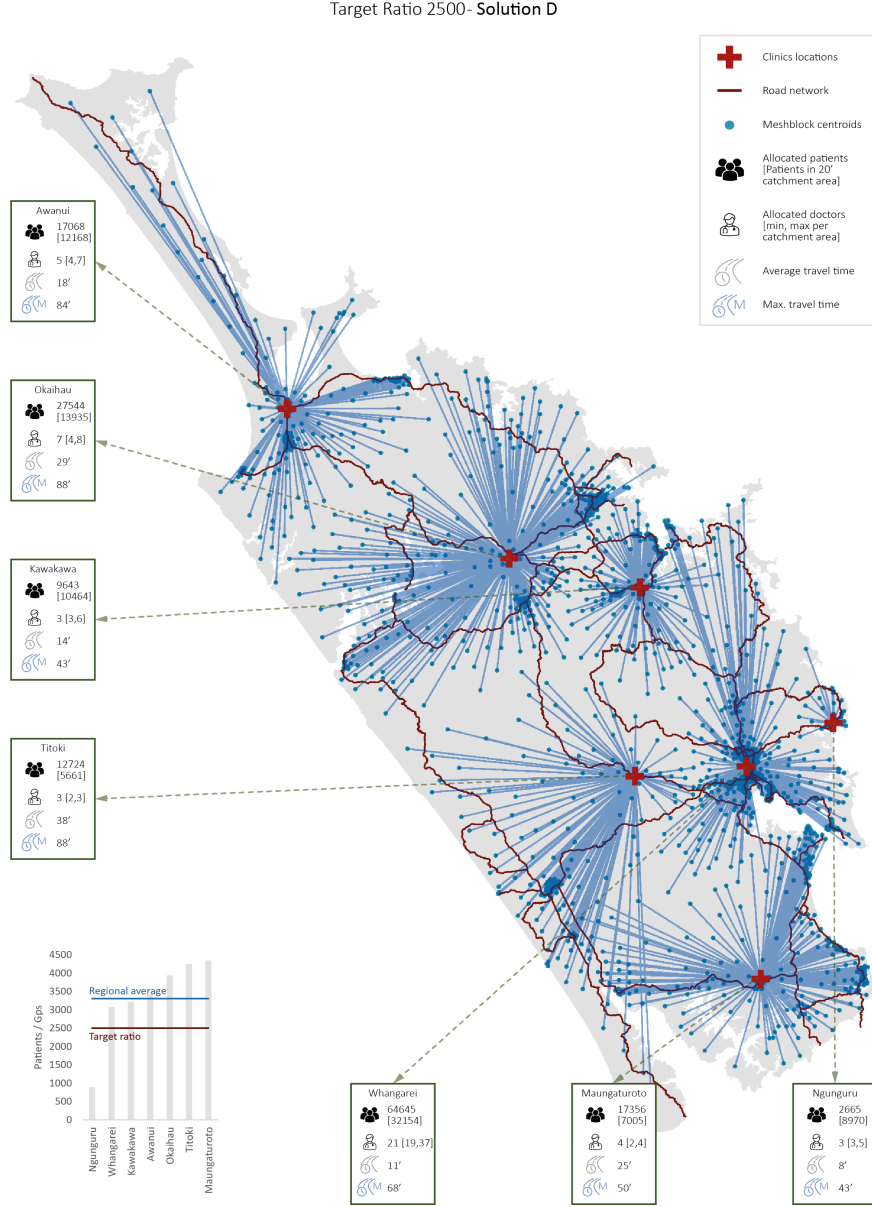 Target Ratio 2500- Solution D
Clinics locations
Road network
Meshblock centroids
Allocated patients
[Patients in 20'
catchment area]
Allocated doctors
[min, max per
catchment area]
Average travel time
M
Max. travel time
Awanui
17068
[12168]
5 [4,7]
18'
M
84'
Okaihau
27544
[13935]
7 [4,8]
29'
M
88'
Kawakawa
9643
[10464]
3 [3,6]
14'
M
43'
Titoki
12724
[5661]
3 [2,3]
38'
M
88'
4500
4000
3500
3000
2500
2000
1500
1000
500
0
Patients / Gps
Regional average
Target ratio
Ngunguru
Whangarei
Kawakawa
Awanui
Okaihau
Titoki
Maungaturoto
Whangarei
64645
[32154]
21 [19,37]
11'
M
68'
Maungaturoto
17356
[7005]
4 [2,4]
25'
M
50'
Ngunguru
2665
[8970]
3 [3,5]
8'
M
43'